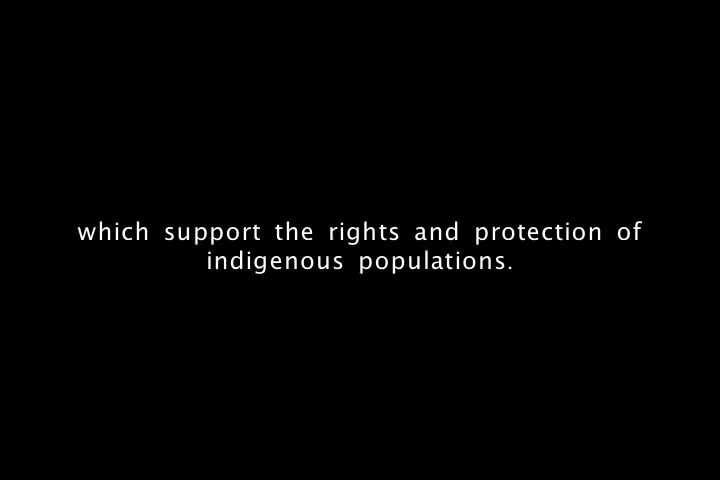 which support the rights and protection of
indigenous populations.